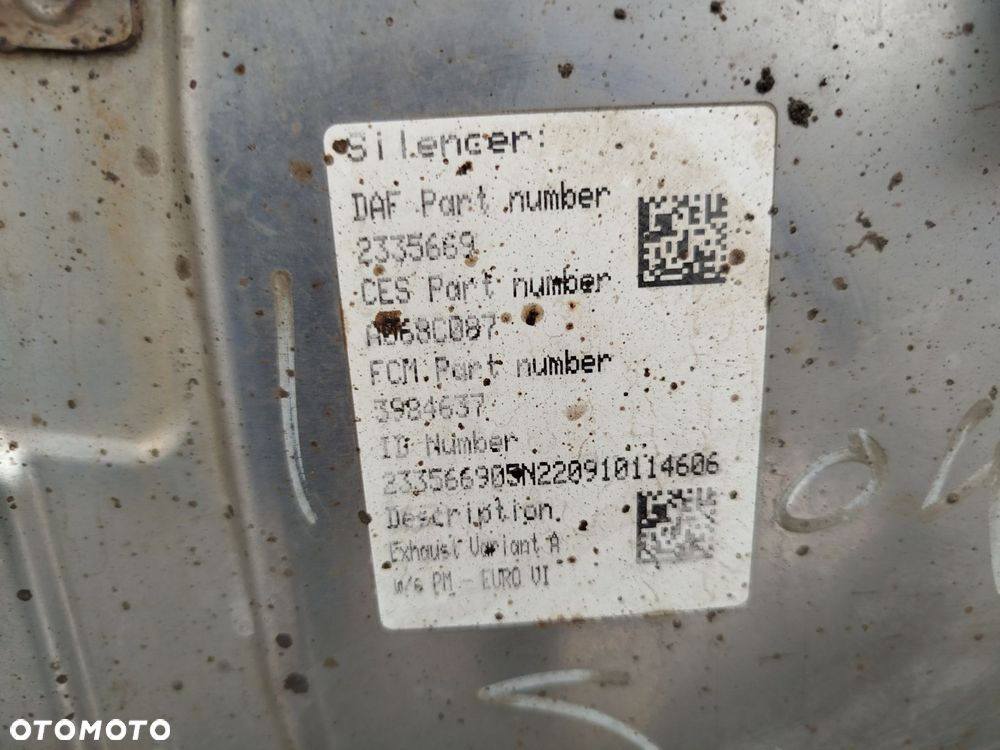 Silencer:
DAF Part number
2335669
CES Part number
A068C087
FCM Part number
3984637
ID Number
233566905N220910114606
Description
Exhaust Variant A
w/s PM - EURO VI
OTOMOTO